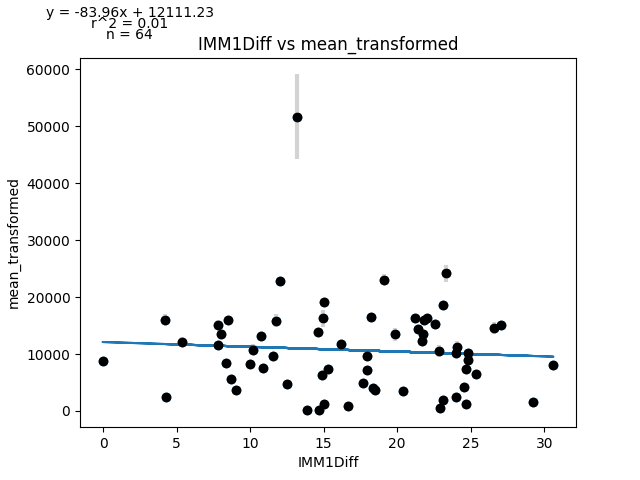 y = -83.96x + 12111.23
r^2 = 0.01
n = 64
IMM1Diff vs mean_transformed
60000
50000
40000
30000
20000
10000
0
mean_transformed
0 5 10 15 20 25 30
IMM1Diff